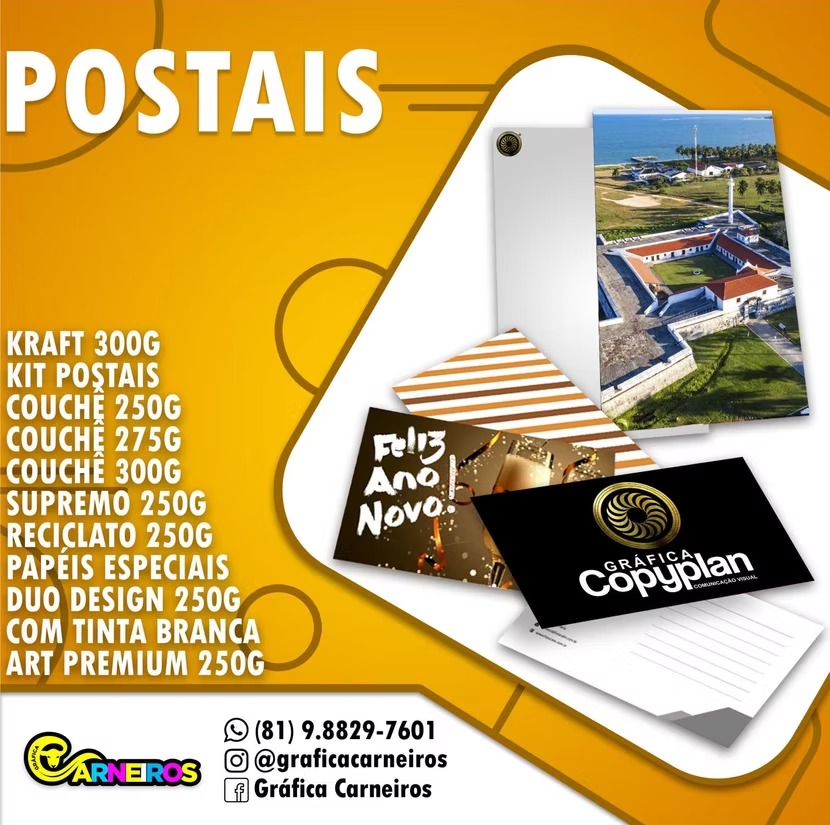 POSTAIS
KRAFT 300G
KIT POSTAIS
COUCHÊ 250G
COUCHÊ 275G
COUCHÊ 300G
SUPREMO 250G
RECICLATO 250G
PAPÉIS ESPECIAIS
DUO DESIGN 250G
COM TINTA BRANCA
ART PREMIUM 250G
Feliz
Ano
Novo!
GRÁFICA
Copyplan
COMUNICAÇÃO VISUAL
GRÁFICA
CARNEIROS
(81) 9.8829-7601
@graficacarneiros
Gráfica Carneiros